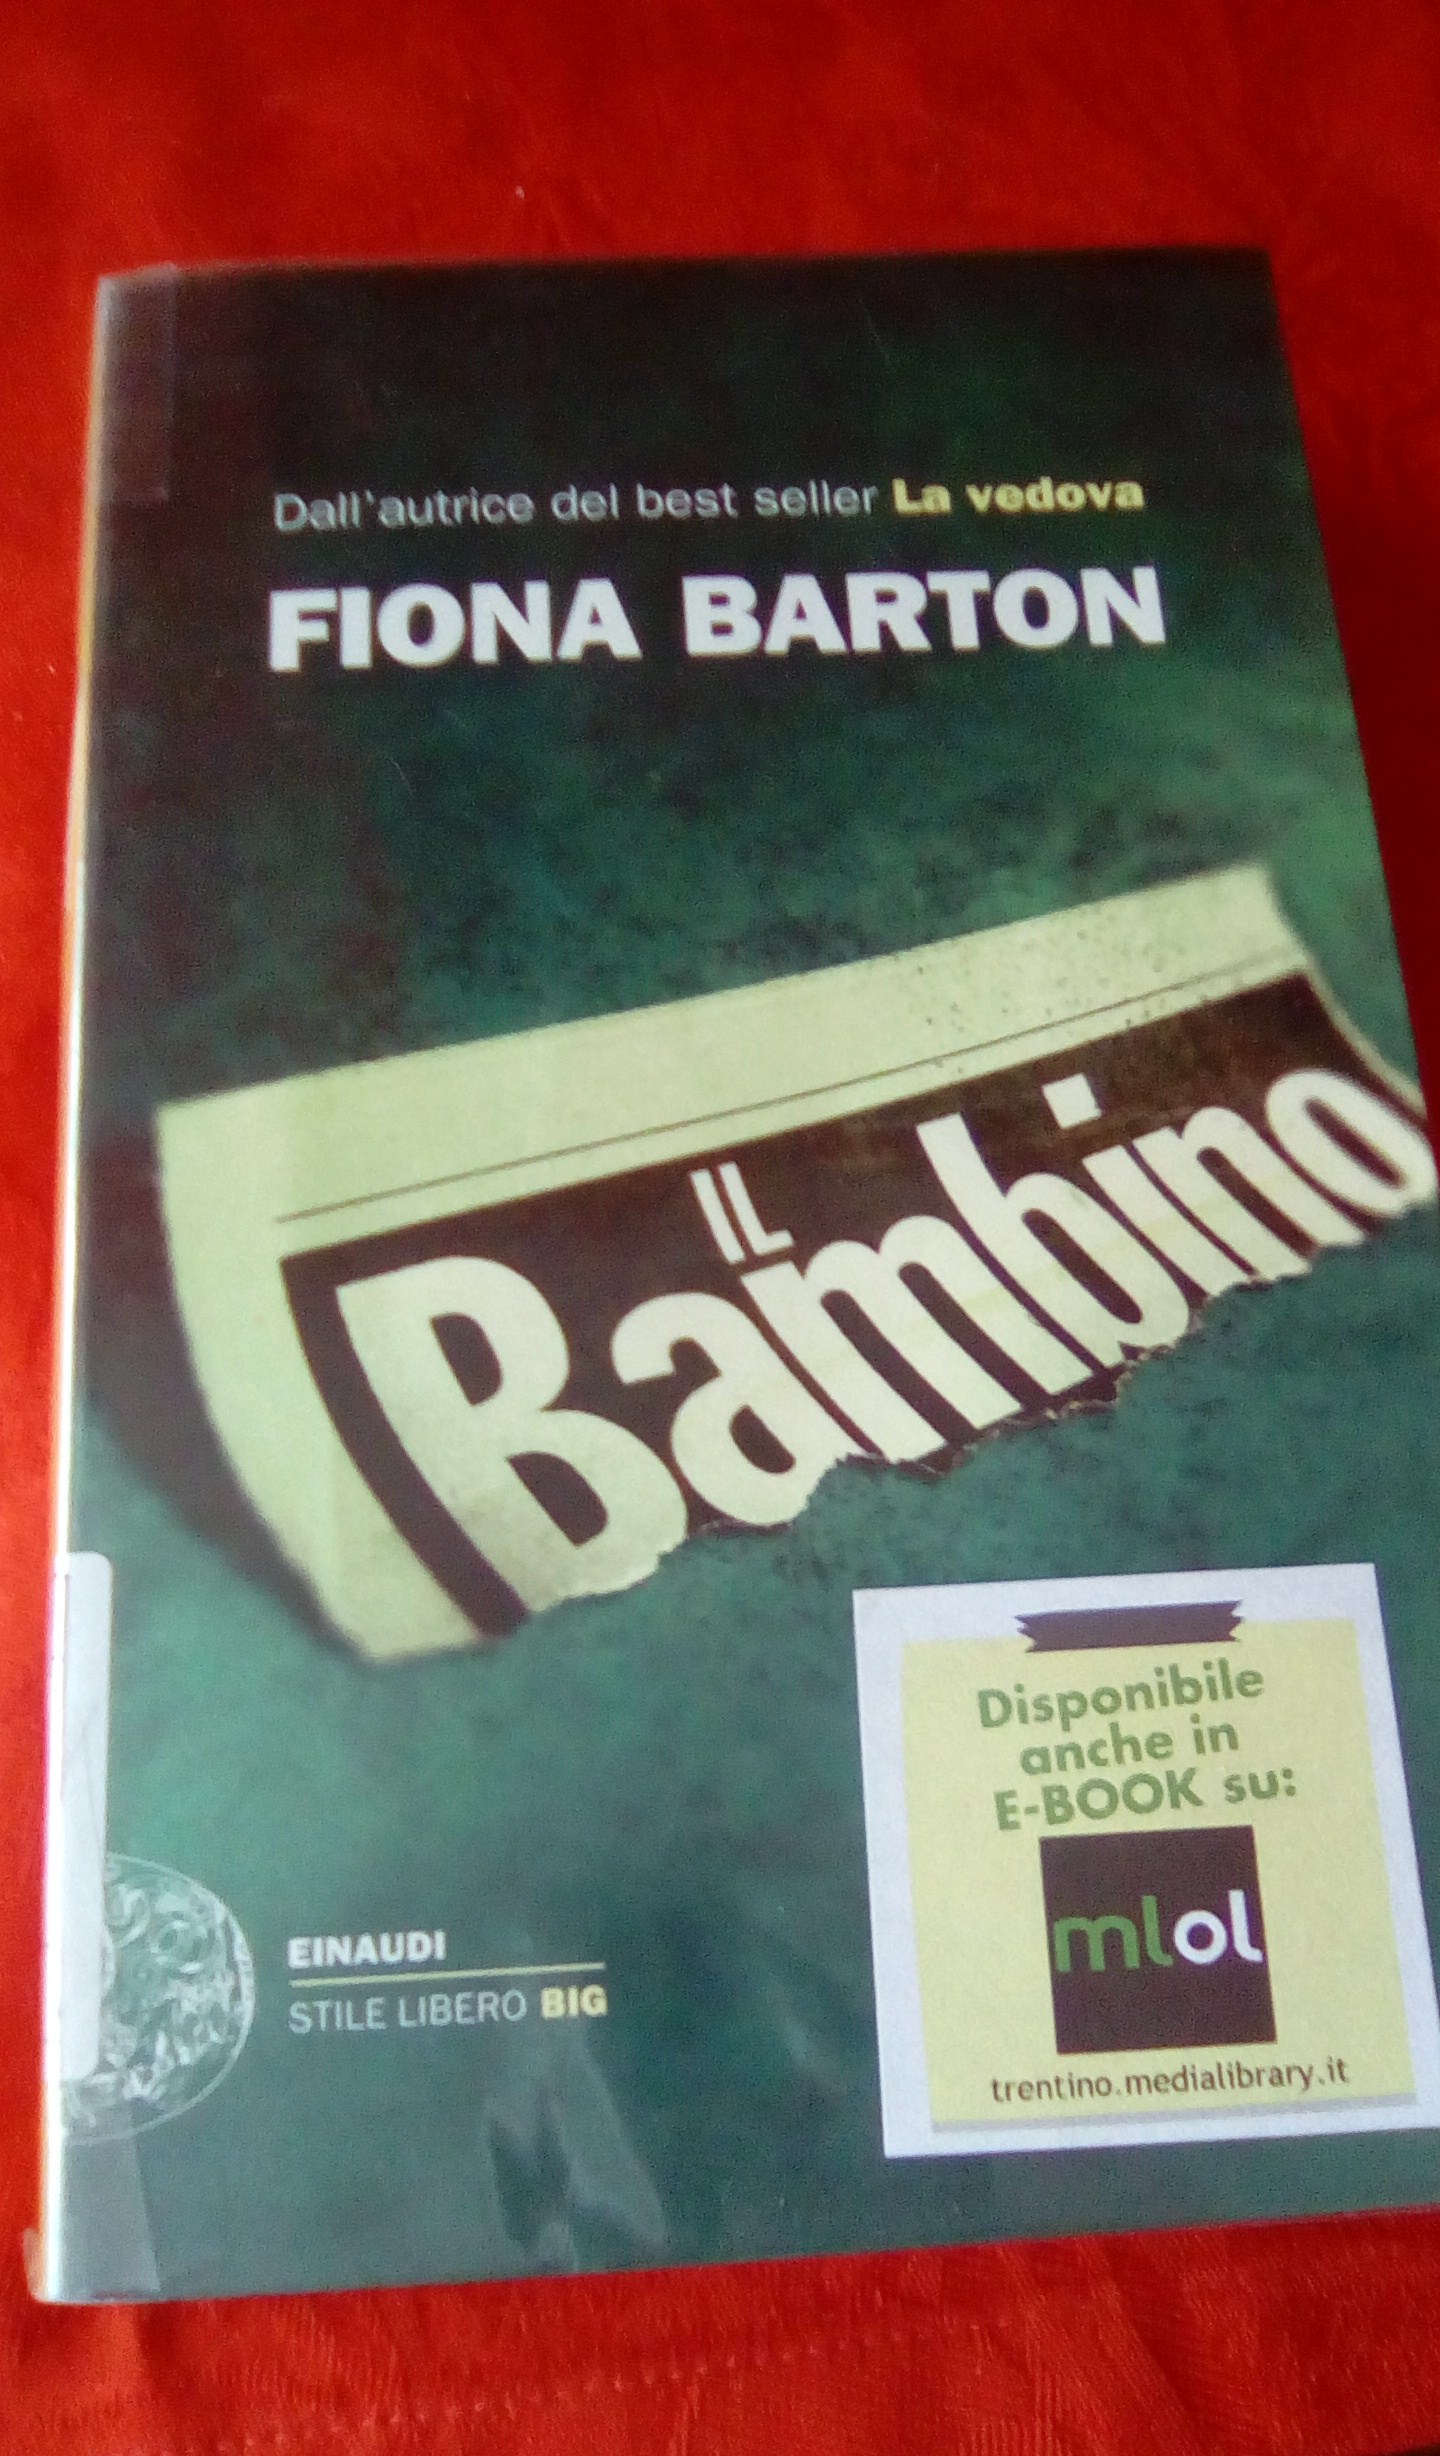 Dall'autrice del best seller La vedova
FIONA BARTON
IL
Bambino
Disponibile
anche in
E-BOOK su:
mlol
trentino.medialibrary.it
EINAUDI
STILE LIBERO BIG